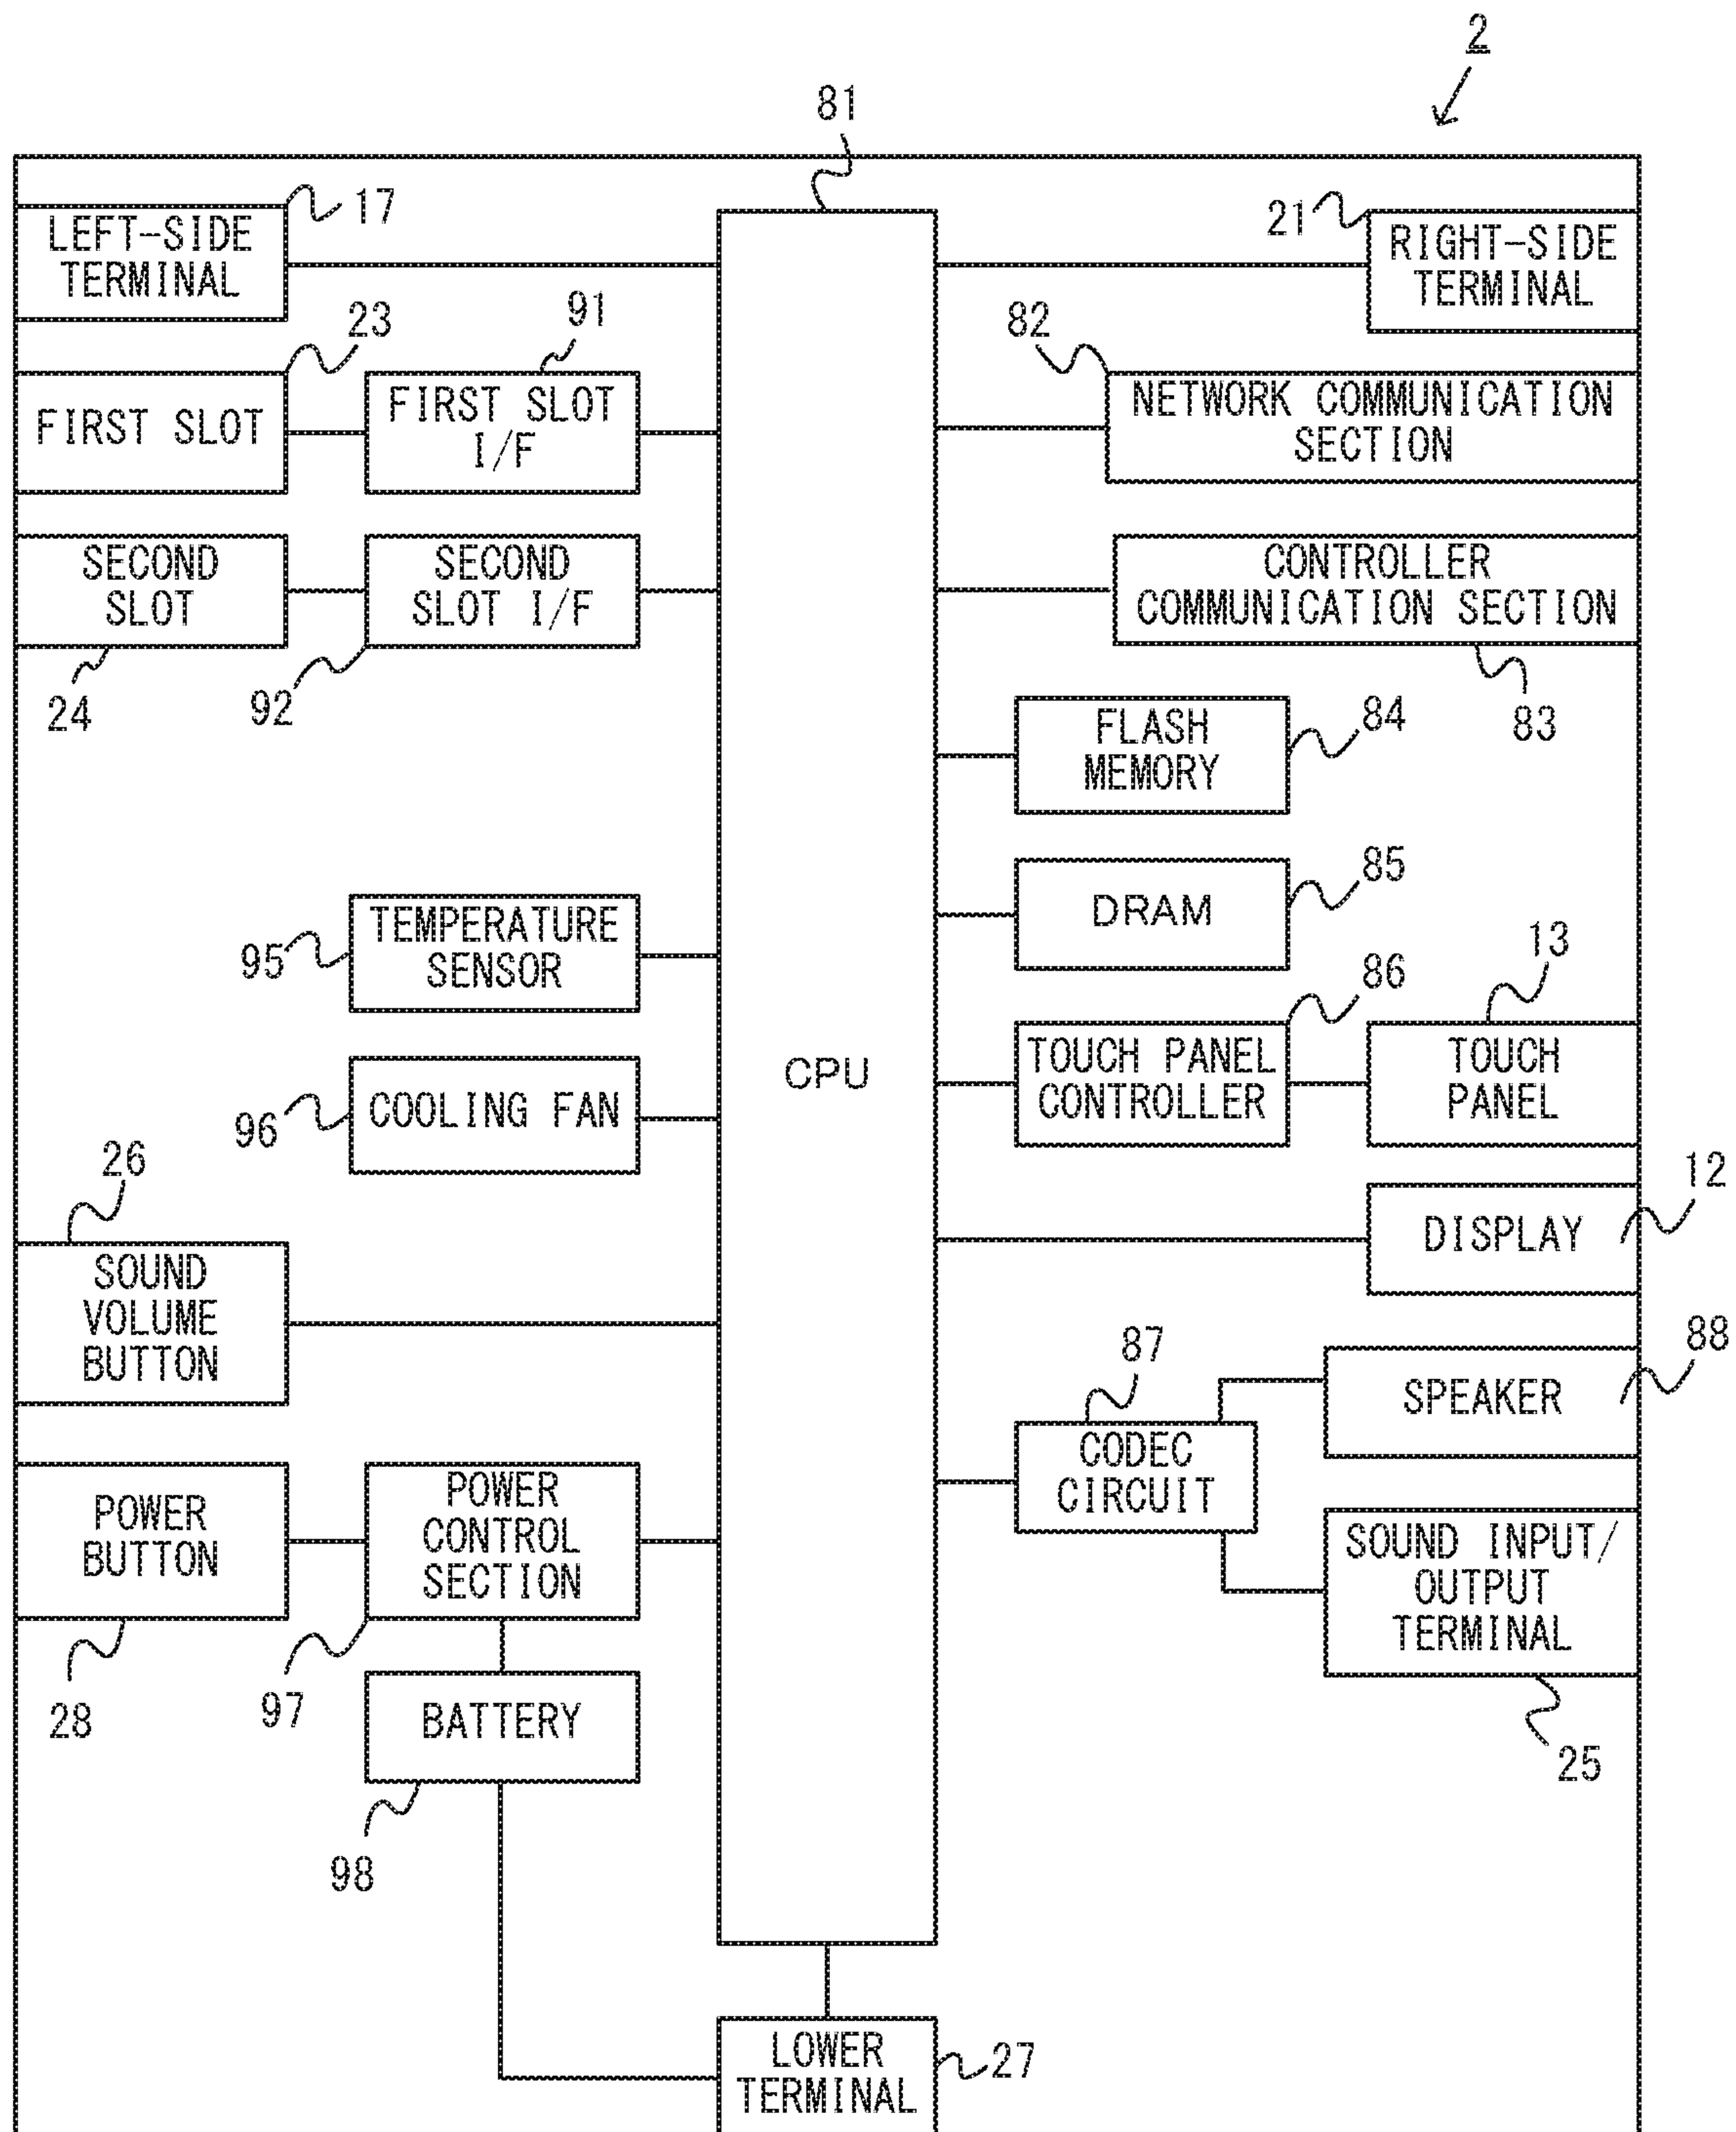 2
81
17
LEFT-SIDE
TERMINAL
21
RIGHT-SIDE
TERMINAL
23
FIRST SLOT
91
FIRST SLOT
I/F
82
NETWORK COMMUNICATION
SECTION
SECOND
SLOT
24
SECOND
SLOT I/F
92
CONTROLLER
COMMUNICATION SECTION
83
FLASH
MEMORY
84
DRAM
85
95
TEMPERATURE
SENSOR
CPU
86
TOUCH PANEL
CONTROLLER
13
TOUCH
PANEL
96
COOLING FAN
12
DISPLAY
26
SOUND
VOLUME
BUTTON
87
CODEC
CIRCUIT
88
SPEAKER
POWER
BUTTON
28
POWER
CONTROL
SECTION
97
SOUND INPUT/
OUTPUT
TERMINAL
25
BATTERY
98
LOWER
TERMINAL
27